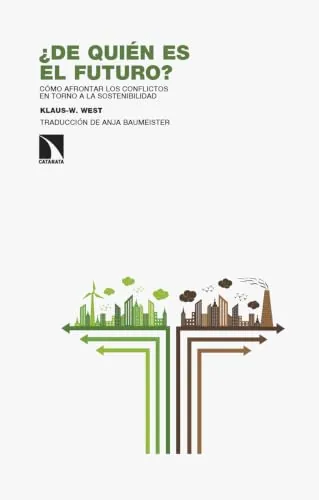 ¿DE QUIÉN ES
EL FUTURO?
CÓMO AFRONTAR LOS CONFLICTOS
EN TORNO A LA SOSTENIBILIDAD
KLAUS-W. WEST
TRADUCCIÓN DE ANJA BAUMEISTER
CATARATA